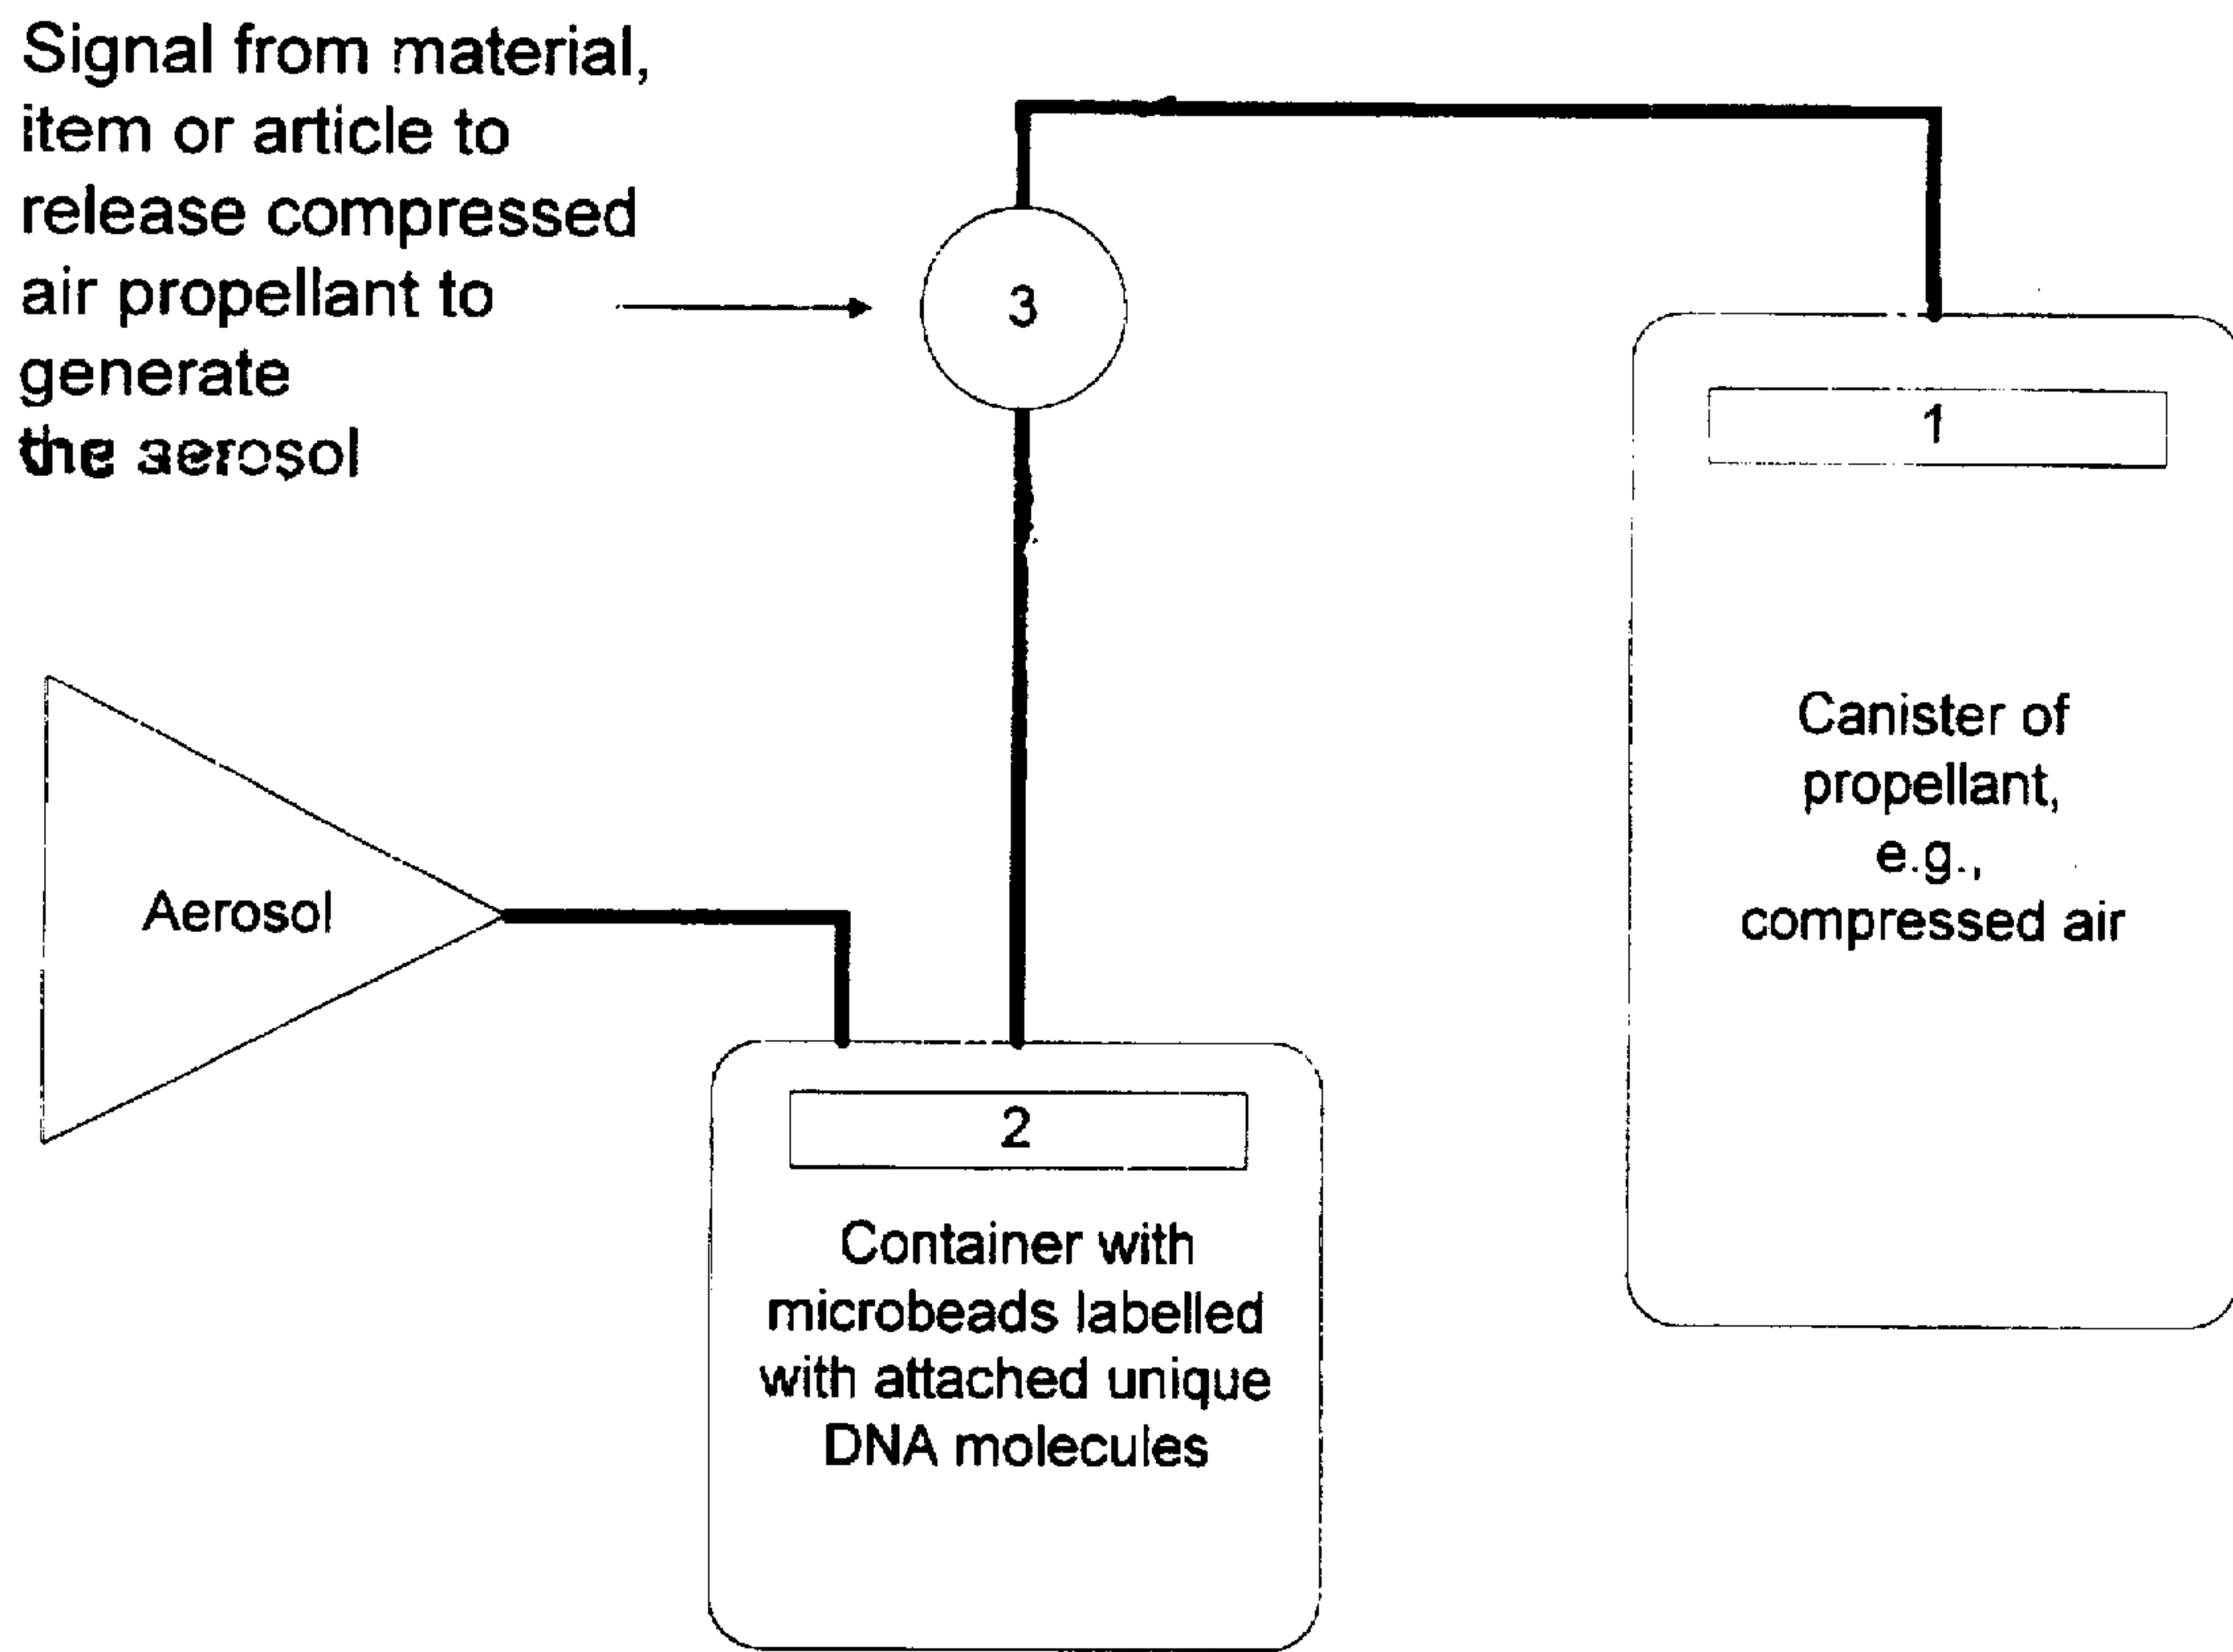 Signal from material,
item or article to
release compressed
air propellant to
generate
the aerosol
3
1
Canister of
propellant,
e.g.,
compressed air
Aerosol
2
Container with
microbeads labelled
with attached unique
DNA molecules